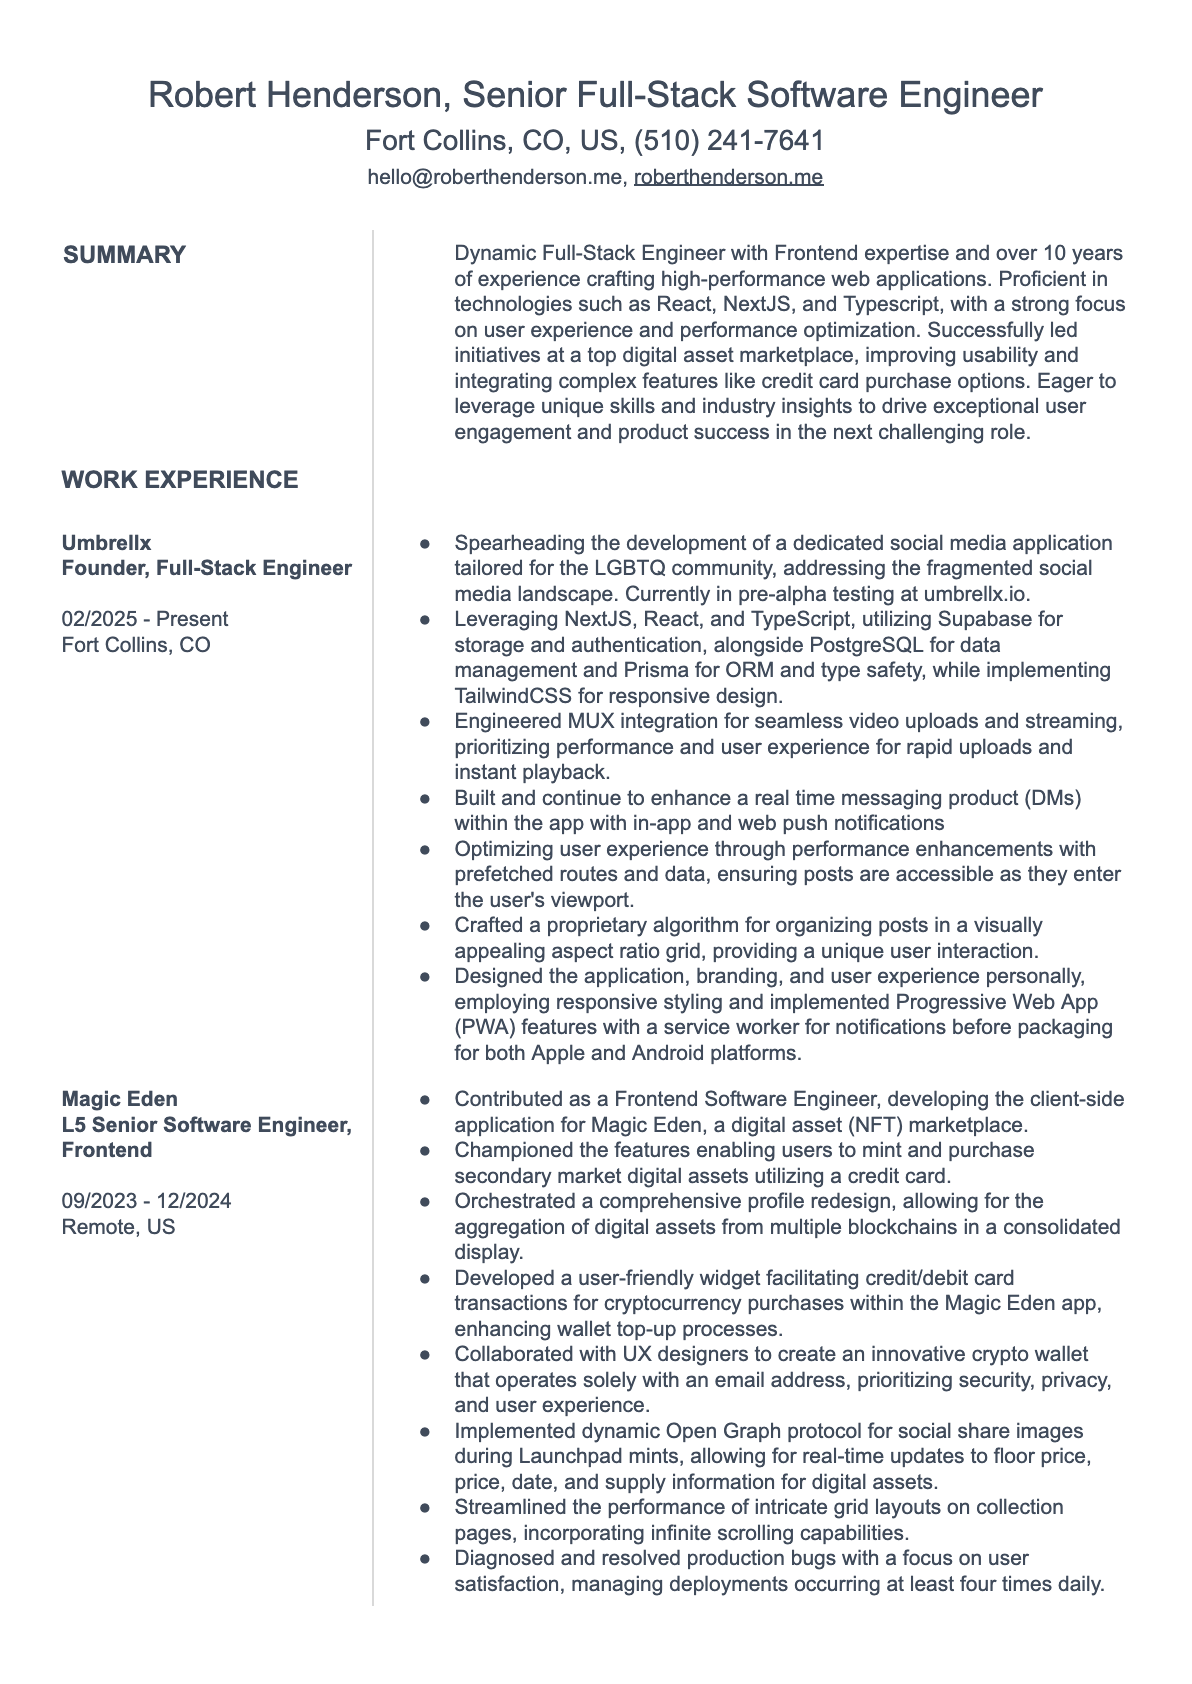 Robert Henderson, Senior Full-Stack Software Engineer
Fort Collins, CO, US, (510) 241-7641
hello@roberthenderson.me, roberthenderson.me
SUMMARY
Dynamic Full-Stack Engineer with Frontend expertise and over 10 years
of experience crafting high-performance web applications. Proficient in
technologies such as React, NextJS, and Typescript, with a strong focus
on user experience and performance optimization. Successfully led
initiatives at a top digital asset marketplace, improving usability and
integrating complex features like credit card purchase options. Eager to
leverage unique skills and industry insights to drive exceptional user
engagement and product success in the next challenging role.
WORK EXPERIENCE
Umbrellx
Founder, Full-Stack Engineer
02/2025 - Present
Fort Collins, CO
● Spearheading the development of a dedicated social media application
tailored for the LGBTQ community, addressing the fragmented social
media landscape. Currently in pre-alpha testing at umbrellx.io.
● Leveraging NextJS, React, and TypeScript, utilizing Supabase for
storage and authentication, alongside PostgreSQL for data
management and Prisma for ORM and type safety, while implementing
TailwindCSS for responsive design.
● Engineered MUX integration for seamless video uploads and streaming,
prioritizing performance and user experience for rapid uploads and
instant playback.
● Built and continue to enhance a real time messaging product (DMs)
within the app with in-app and web push notifications
● Optimizing user experience through performance enhancements with
prefetched routes and data, ensuring posts are accessible as they enter
the user's viewport.
● Crafted a proprietary algorithm for organizing posts in a visually
appealing aspect ratio grid, providing a unique user interaction.
● Designed the application, branding, and user experience personally,
employing responsive styling and implemented Progressive Web App
(PWA) features with a service worker for notifications before packaging
for both Apple and Android platforms.
Magic Eden
L5 Senior Software Engineer,
Frontend
09/2023 - 12/2024
Remote, US
● Contributed as a Frontend Software Engineer, developing the client-side
application for Magic Eden, a digital asset (NFT) marketplace.
● Championed the features enabling users to mint and purchase
secondary market digital assets utilizing a credit card.
● Orchestrated a comprehensive profile redesign, allowing for the
aggregation of digital assets from multiple blockchains in a consolidated
display.
● Developed a user-friendly widget facilitating credit/debit card
transactions for cryptocurrency purchases within the Magic Eden app,
enhancing wallet top-up processes.
● Collaborated with UX designers to create an innovative crypto wallet
that operates solely with an email address, prioritizing security, privacy,
and user experience.
● Implemented dynamic Open Graph protocol for social share images
during Launchpad mints, allowing for real-time updates to floor price,
price, date, and supply information for digital assets.
● Streamlined the performance of intricate grid layouts on collection
pages, incorporating infinite scrolling capabilities.
● Diagnosed and resolved production bugs with a focus on user
satisfaction, managing deployments occurring at least four times daily.